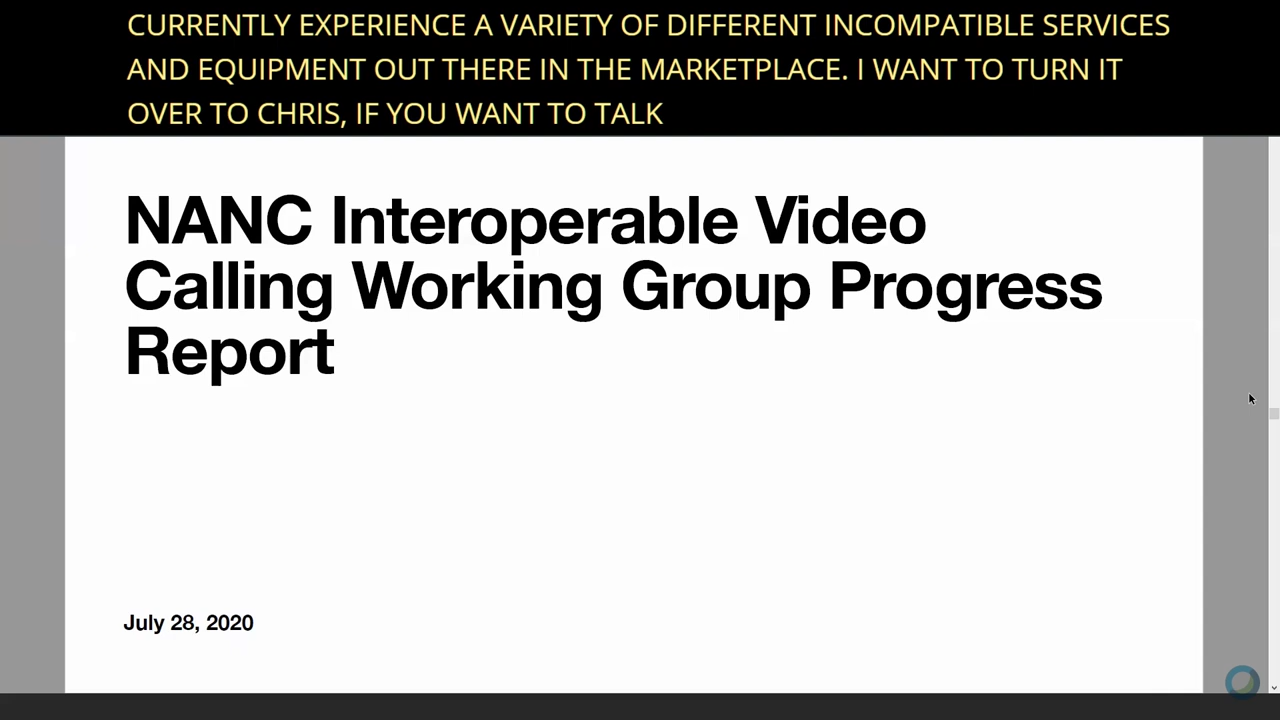 CURRENTLY EXPERIENCE A VARIETY OF DIFFERENT INCOMPATIBLE SERVICES
AND EQUIPMENT OUT THERE IN THE MARKETPLACE. I WANT TO TURN IT
OVER TO CHRIS, IF YOU WANT TO TALK
NANC Interoperable Video
Calling Working Group Progress
Report
July 28, 2020